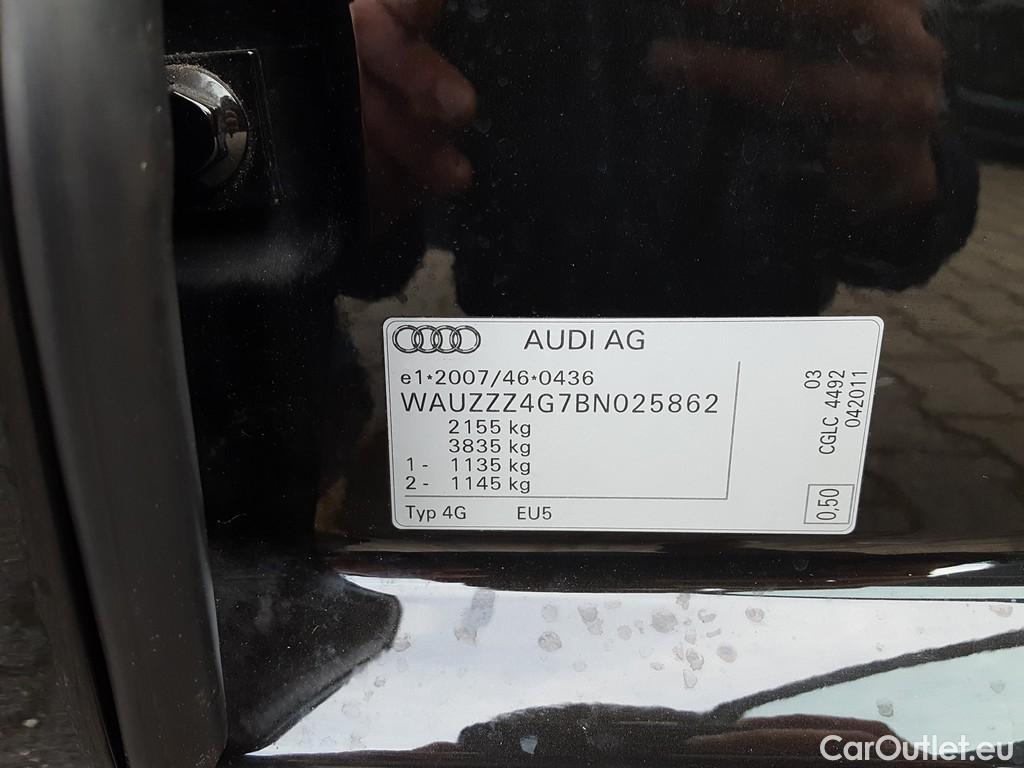 AUDI AG
e1*2007/46*0436
WAUZZZ4G7BN025862
2155 kg
3835 kg
1 - 1135 kg
2 - 1145 kg
Typ 4G EU5
03
CGLC 4492
042011
0,50
CarOutlet.eu